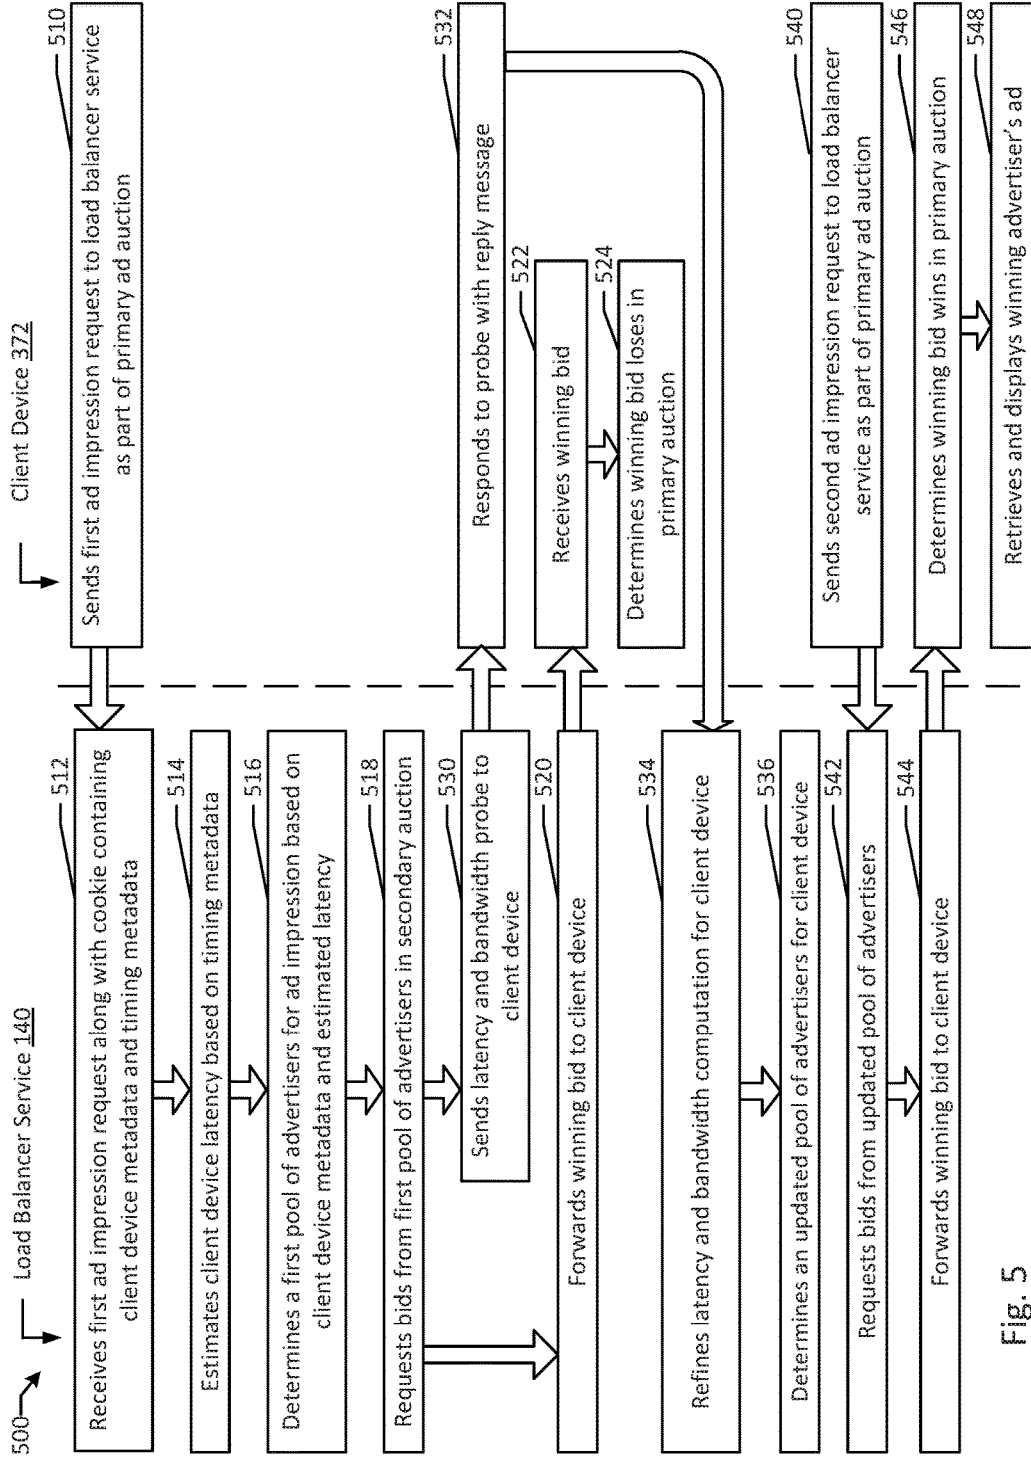 500
Load Balancer Service 140
Client Device 372
510
Sends first ad impression request to load balancer service
as part of primary ad auction
512
Receives first ad impression request along with cookie containing
client device metadata and timing metadata
514
Estimates client device latency based on timing metadata
516
Determines a first pool of advertisers for ad impression based on
client device metadata and estimated latency
518
Requests bids from first pool of advertisers in secondary auction
530
Sends latency and bandwidth probe to
client device
532
Responds to probe with reply message
520
Forwards winning bid to client device
522
Receives winning bid
524
Determines winning bid loses in
primary auction
534
Refines latency and bandwidth computation for client device
536
Determines an updated pool of advertisers for client device
540
Sends second ad impression request to load balancer
service as part of primary ad auction
542
Requests bids from updated pool of advertisers
544
Forwards winning bid to client device
546
Determines winning bid wins in primary auction
548
Retrieves and displays winning advertiser's ad
Fig. 5